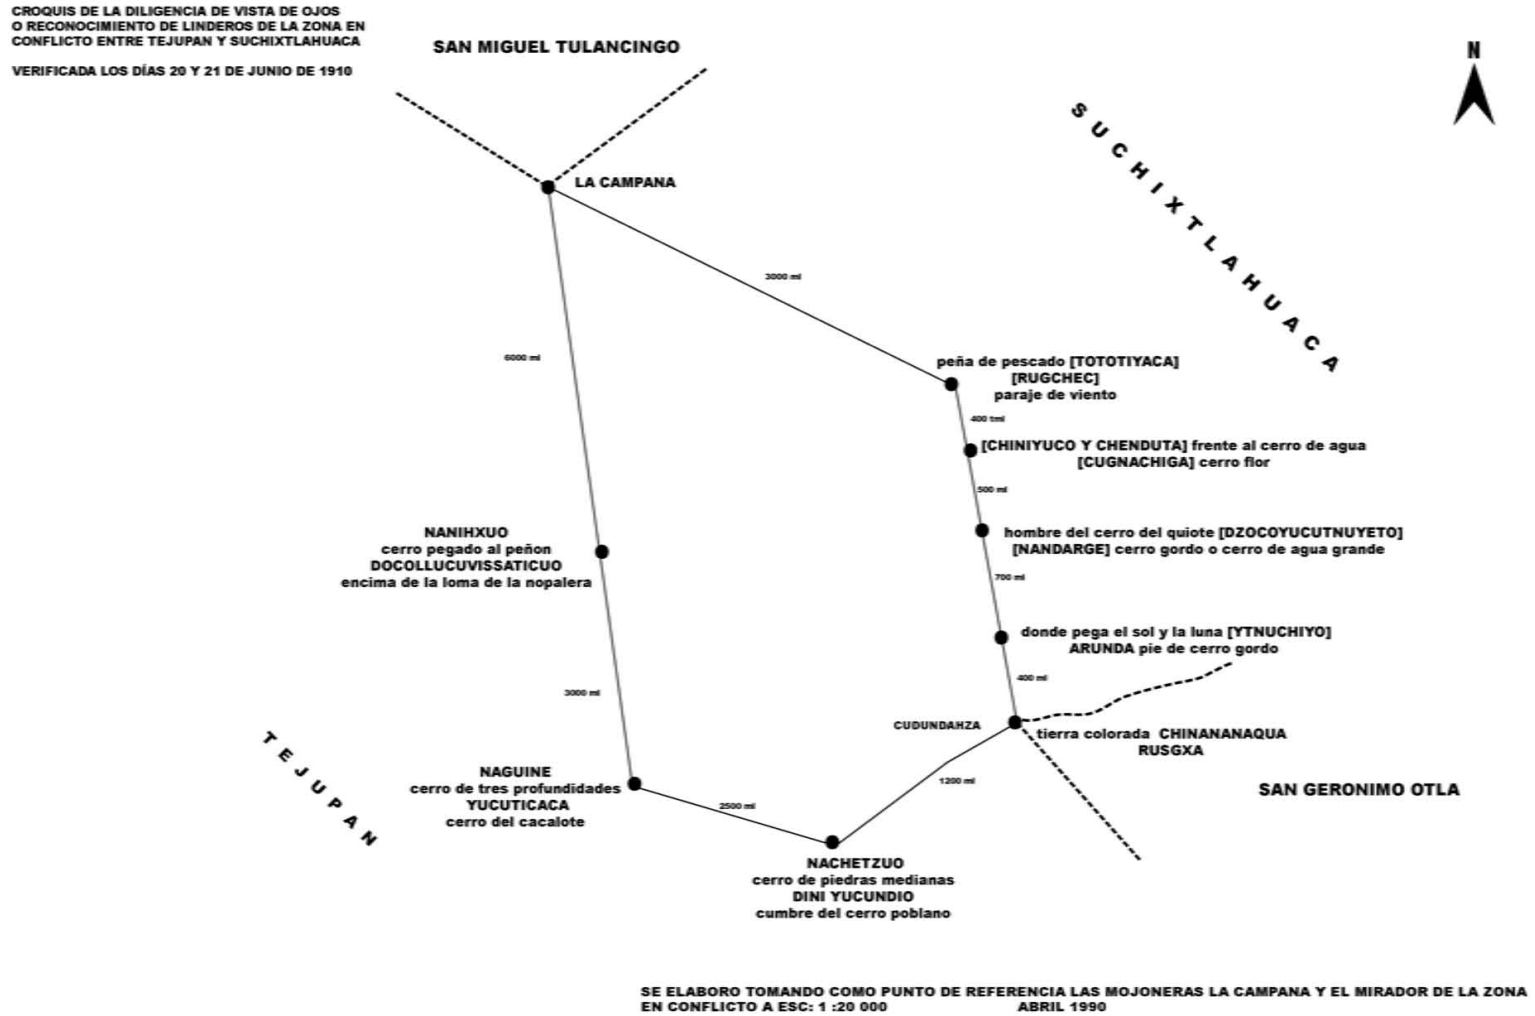 CROQUIS DE LA DILIGENCIA DE VISTA DE OJOS
O RECONOCIMIENTO DE LINDEROS DE LA ZONA EN
CONFLICTO ENTRE TEJUPAN Y SUCHIXTLAHUACA
VERIFICADA LOS DÍAS 20 Y 21 DE JUNIO DE 1910
SAN MIGUEL TULANCINGO
N
SUCHIXTLAHUACA
LA CAMPANA
3000 ml
6000 ml
peña de pescado [TOTOTIYACA]
[RUGCHEC]
paraje de viento
400 tml
[CHINIYUCO Y CHENDUTA] frente al cerro de agua
[CUGNACHIGA] cerro flor
500 ml
hombre del cerro del quiote [DZOCOYUCUTNUYETO]
[NANDARGE] cerro gordo o cerro de agua grande
NANIHXUO
cerro pegado al peñon
DOCOLLUCUVISSATICUO
encima de la loma de la nopalera
700 ml
donde pega el sol y la luna [YTNUCHIYO]
ARUNDA pie de cerro gordo
400 ml
3000 ml
CUDUNDAHZA
tierra colorada CHINANANAQUA
RUSGXA
TEJUPAN
NAGUINE
cerro de tres profundidades
YUCUTICACA
cerro del cacalote
1200 ml
SAN GERONIMO OTLA
2500 ml
NACHETZUO
cerro de piedras medianas
DINI YUCUNDIO
cumbre del cerro poblano
SE ELABORO TOMANDO COMO PUNTO DE REFERENCIA LAS MOJONERAS LA CAMPANA Y EL MIRADOR DE LA ZONA
EN CONFLICTO A ESC: 1 :20 000 ABRIL 1990